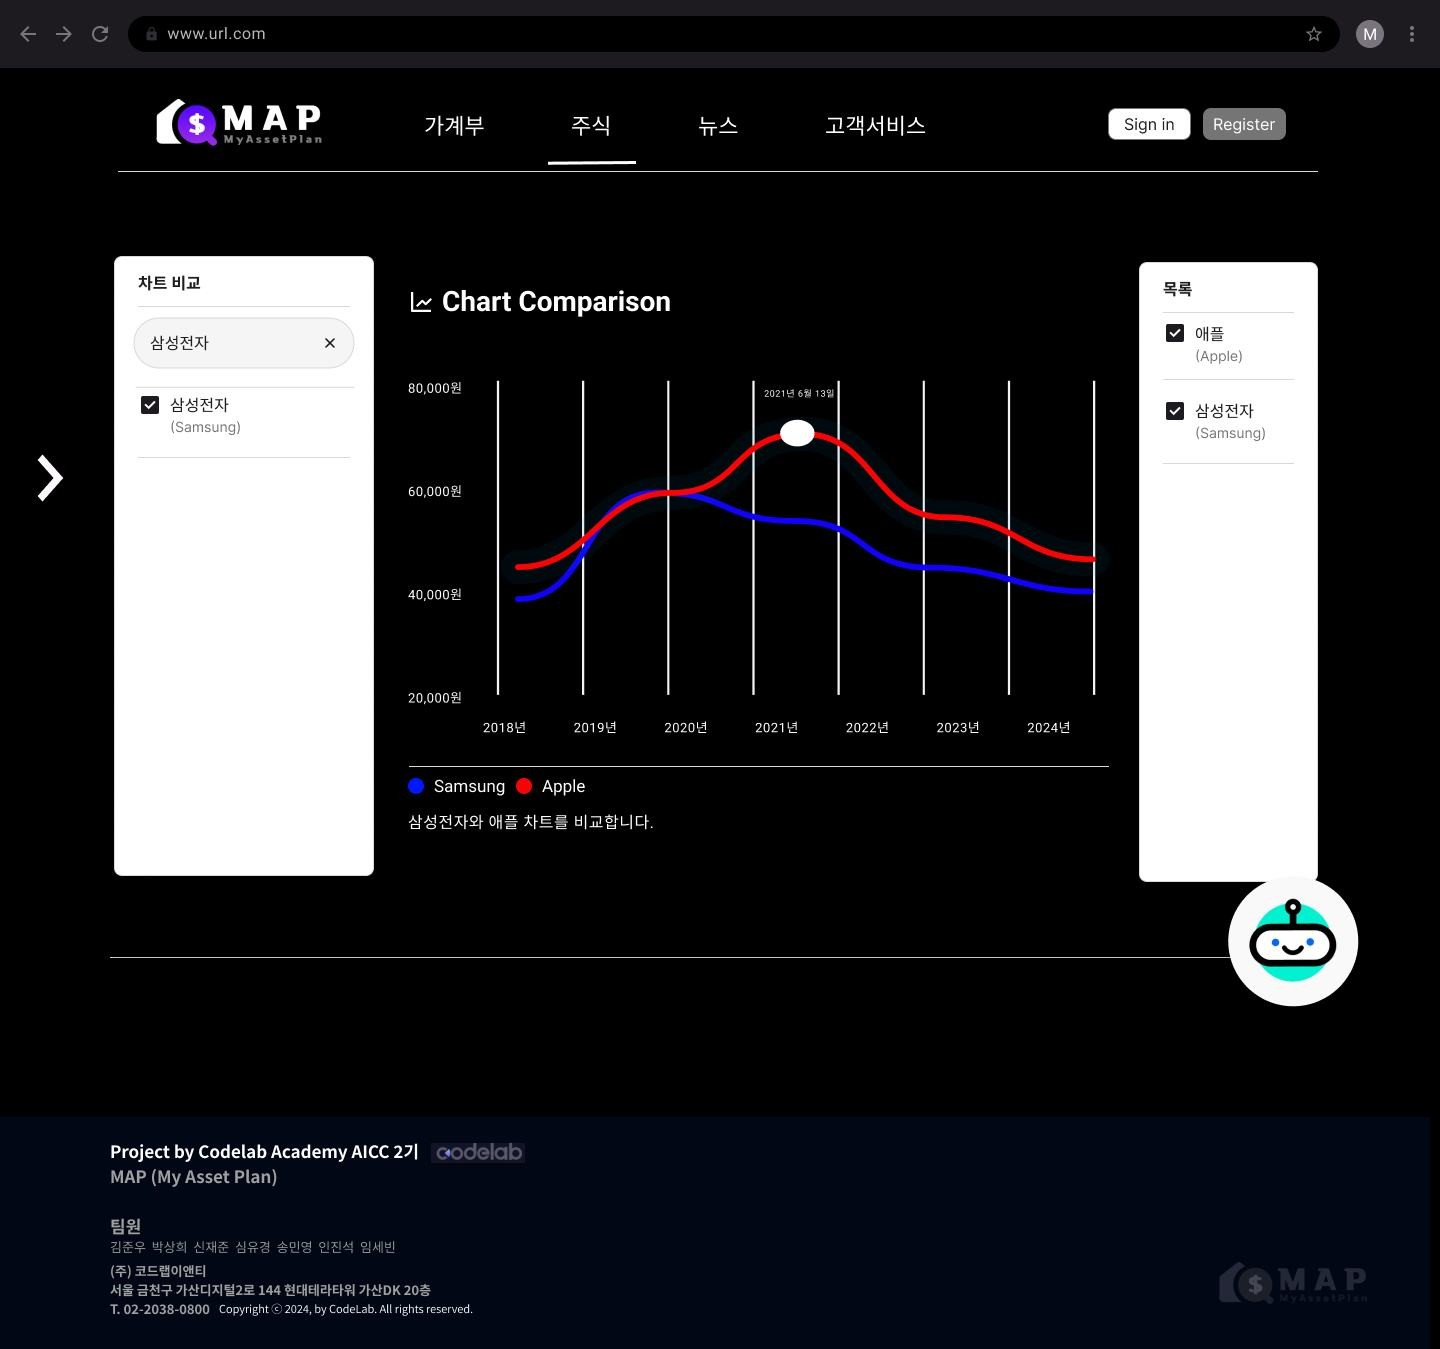 www.url.com
M
MAP
MyAssetPlan
가계부
주식
뉴스
고객서비스
Sign in
Register
차트 비교
삼성전자
삼성전자
(Samsung)
Chart Comparison
80,000원
60,000원
40,000원
20,000원
2021년 6월 13일
2018년
2019년
2020년
2021년
2022년
2023년
2024년
Samsung
Apple
삼성전자와 애플 차트를 비교합니다.
목록
애플
(Apple)
삼성전자
(Samsung)
Project by Codelab Academy AICC 2기
codelab
MAP (My Asset Plan)
팀원
김준우 박상희 신재준 심유경 송민영 인진석 임세빈
(주) 코드랩이앤티
서울 금천구 가산디지털2로 144 현대테라타워 가산DK 20층
T. 02-2038-0800 Copyright ⓒ 2024, by CodeLab. All rights reserved.
MAP
MyAssetPlan